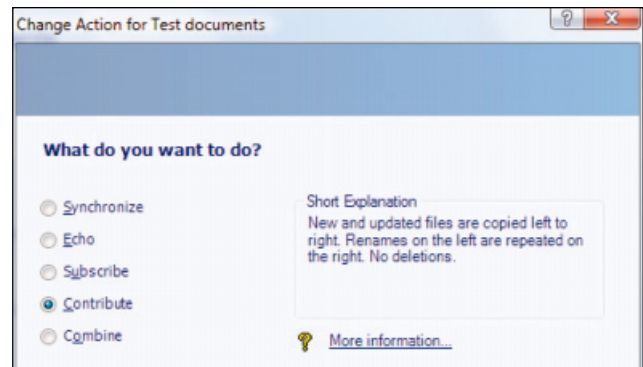 Change Action for Test documents
What do you want to do?
Synchronize
Echo
Subscribe
Contribute
Combine
Short Explanation
New and updated files are copied left to
right. Renames on the left are repeated on
the right. No deletions.
More information...